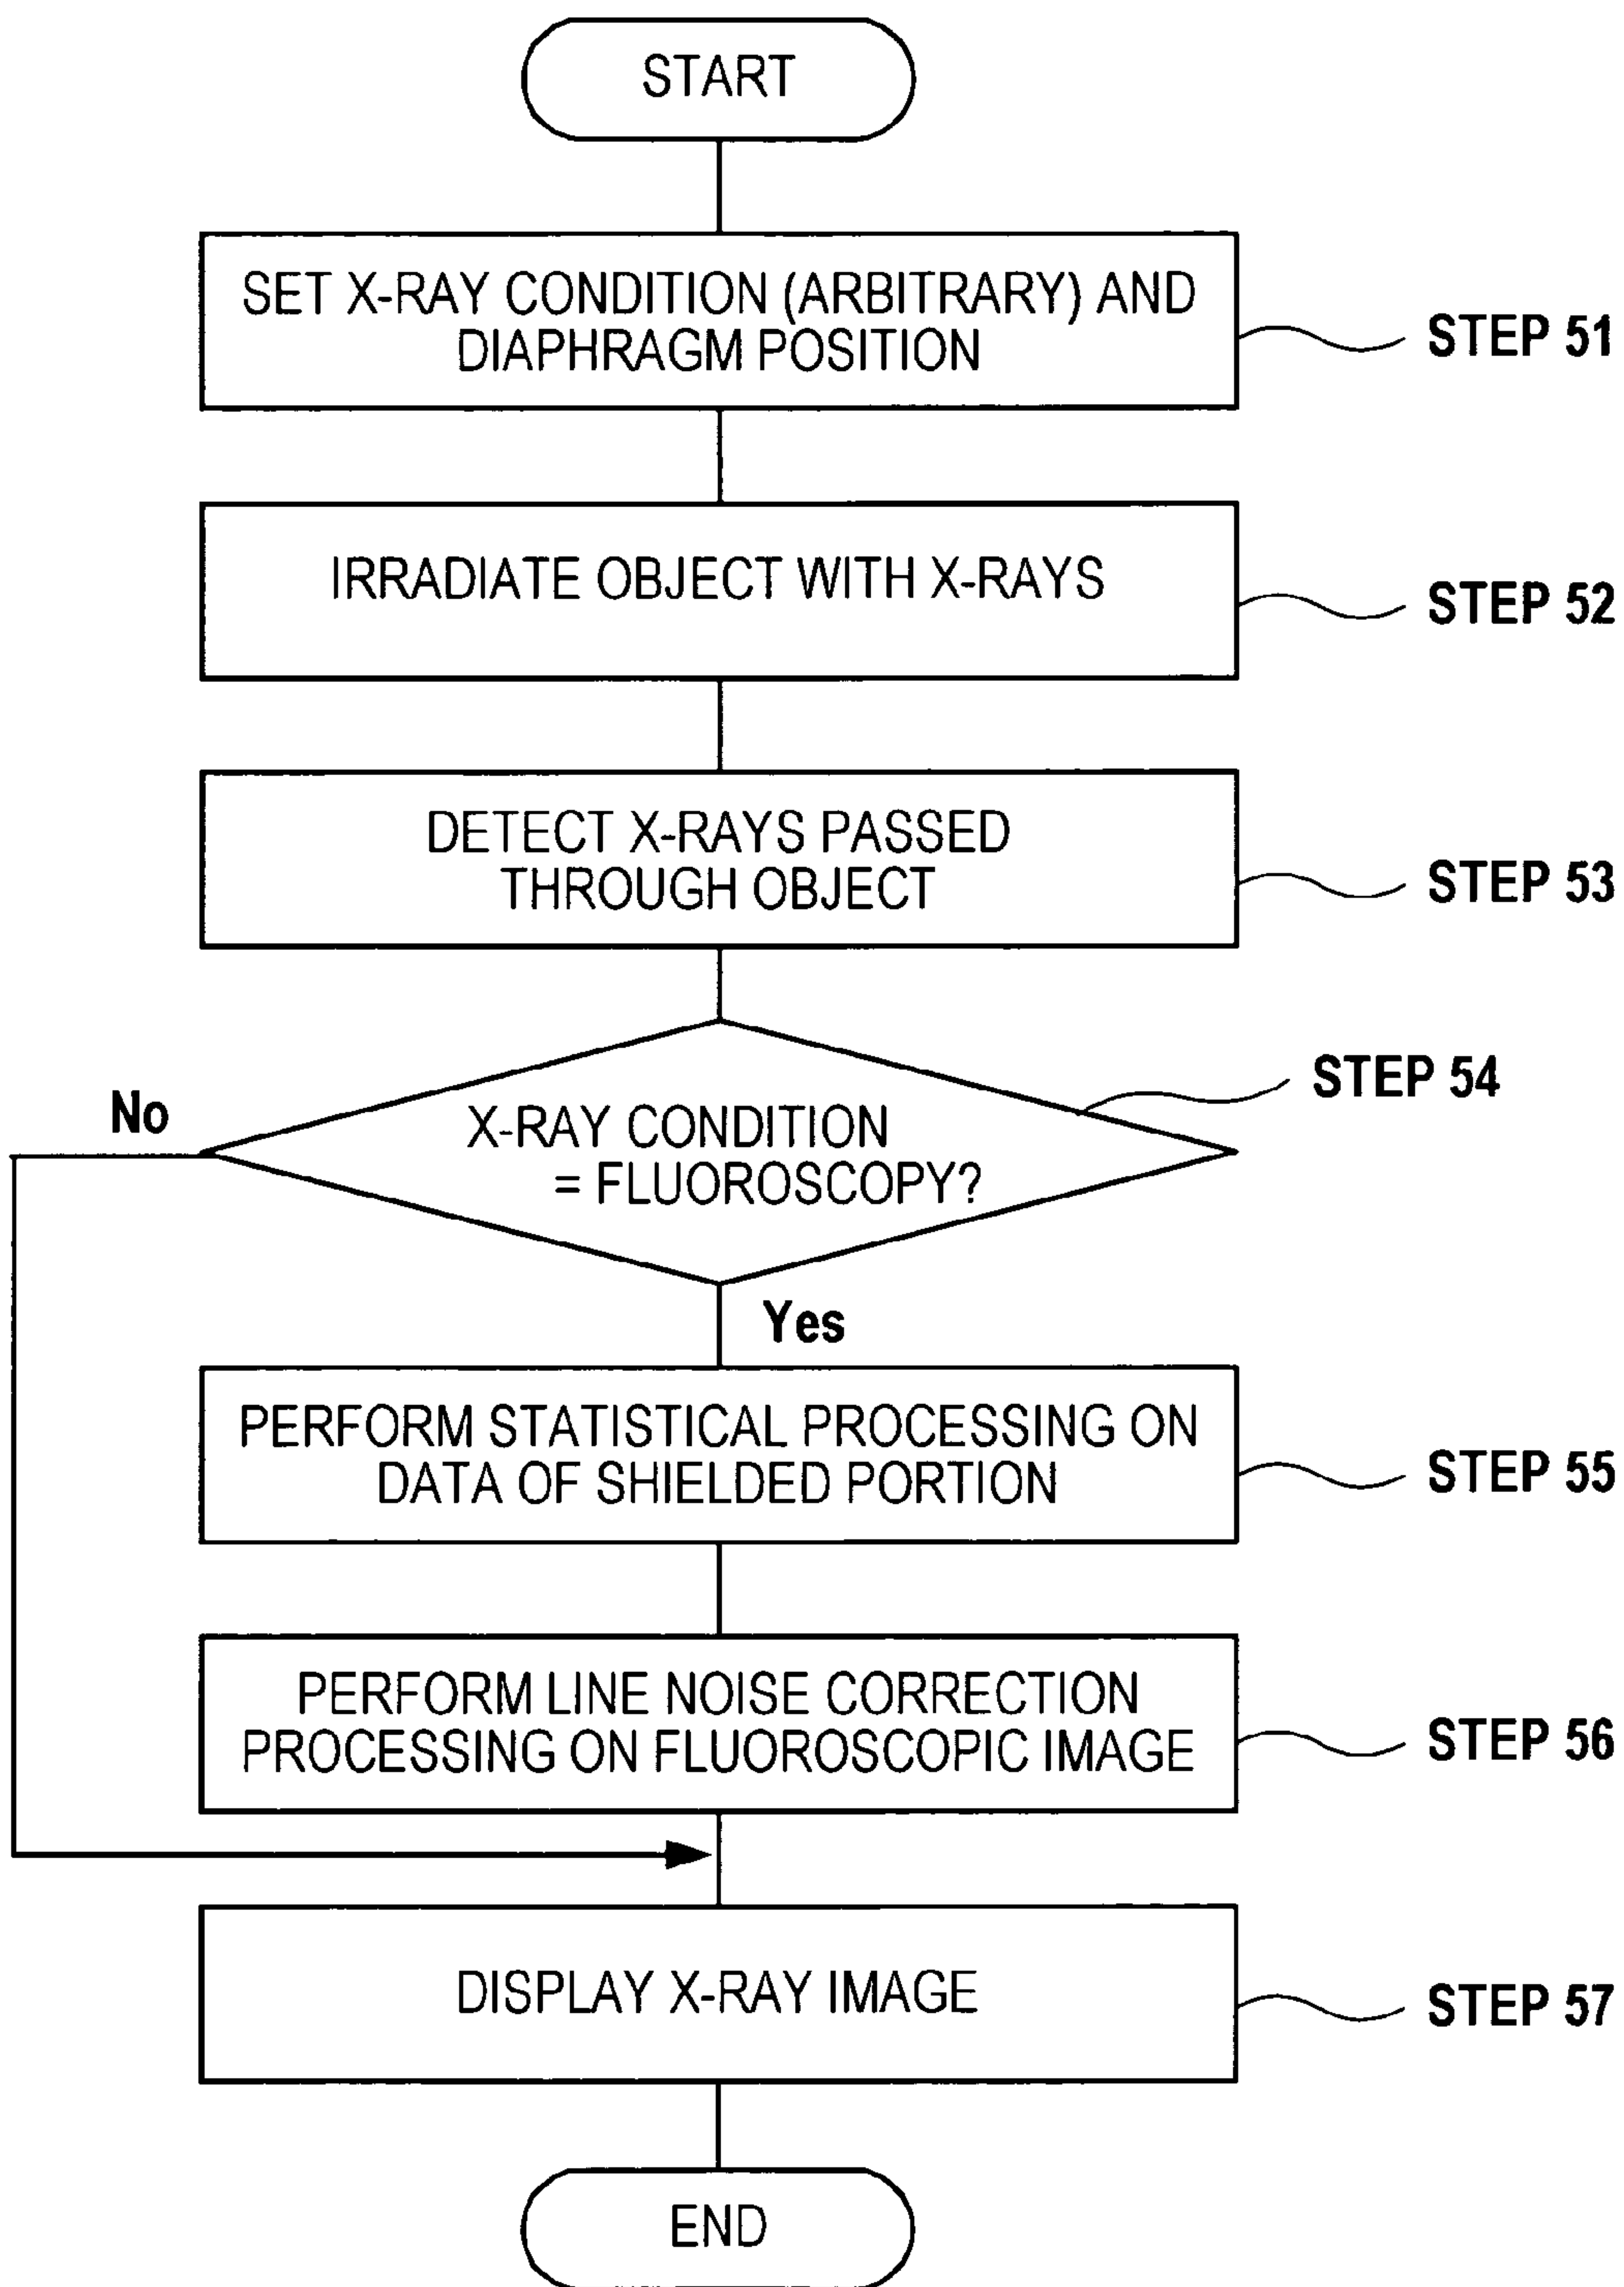 START
SET X-RAY CONDITION (ARBITRARY) AND
DIAPHRAGM POSITION
STEP 51
IRRADIATE OBJECT WITH X-RAYS
STEP 52
DETECT X-RAYS PASSED
THROUGH OBJECT
STEP 53
STEP 54
No
X-RAY CONDITION
= FLUOROSCOPY?
Yes
PERFORM STATISTICAL PROCESSING ON
DATA OF SHIELDED PORTION
STEP 55
PERFORM LINE NOISE CORRECTION
PROCESSING ON FLUOROSCOPIC IMAGE
STEP 56
DISPLAY X-RAY IMAGE
STEP 57
END